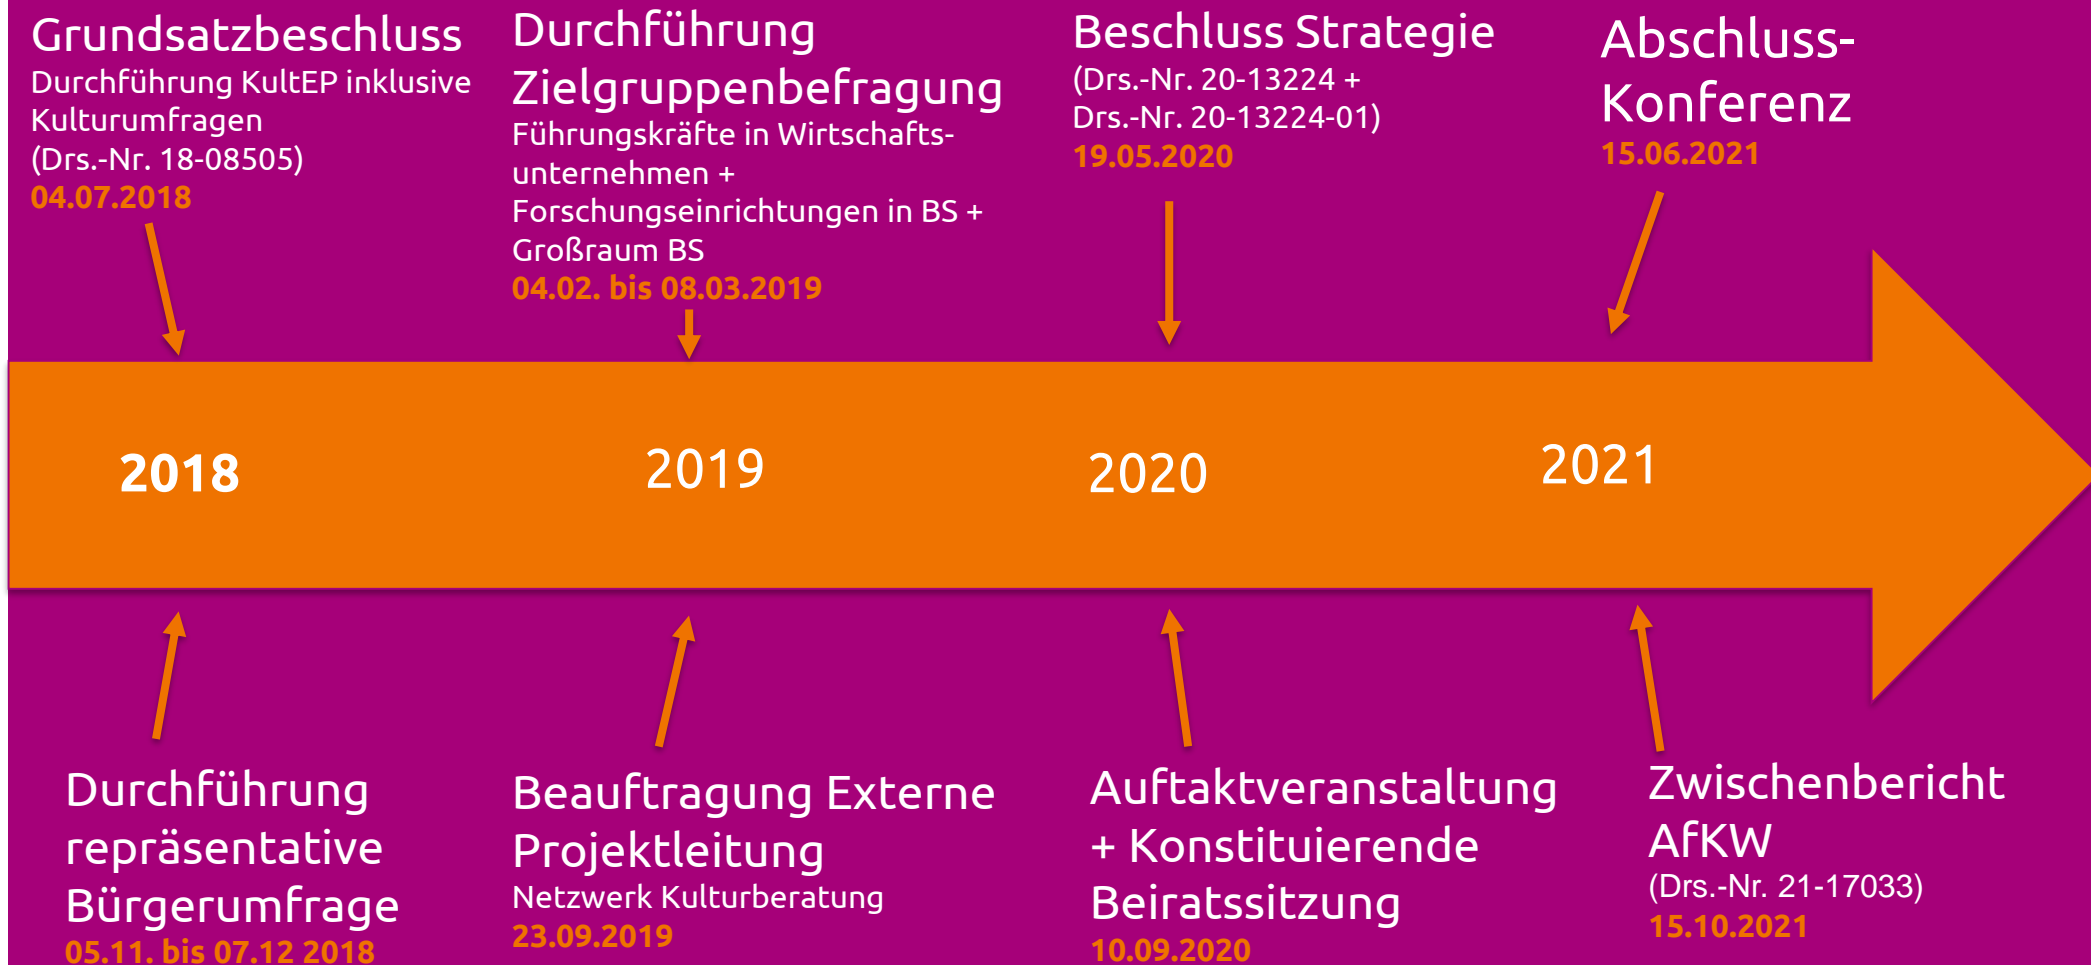 Grundsatzbeschluss
Durchführung KultEP inklusive
Kulturumfragen
(Drs.-Nr. 18-08505)
04.07.2018
Durchführung
Zielgruppenbefragung
Führungskräfte in Wirtschafts-
unternehmen +
Forschungseinrichtungen in BS +
Großraum BS
04.02. bis 08.03.2019
Beschluss Strategie
(Drs.-Nr. 20-13224 +
Drs.-Nr. 20-13224-01)
19.05.2020
Abschluss-
Konferenz
15.06.2021
2018
2019
2020
2021
Durchführung
repräsentative
Bürgerumfrage
05.11. bis 07.12 2018
Beauftragung Externe
Projektleitung
Netzwerk Kulturberatung
23.09.2019
Auftaktveranstaltung
+ Konstituierende
Beiratssitzung
10.09.2020
Zwischenbericht
AfKW
(Drs.-Nr. 21-17033)
15.10.2021